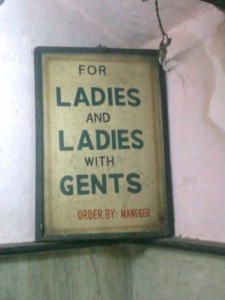 FOR
LADIES
AND
LADIES
WITH
GENTS
ORDER.BY: MANEGER